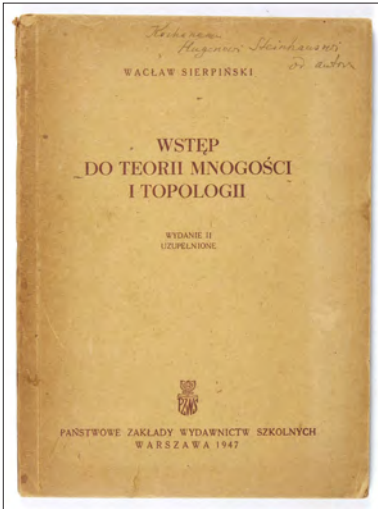 Kochanemu
Hugonowi Steinhausowi
od autora
WACŁAW SIERPIŃSKI
WSTĘP
DO TEORII MNOGOŚCI
I TOPOLOGII
WYDANIE II
UZUPEŁNIONE
PZWS
PAŃSTWOWE ZAKŁADY WYDAWNICTW SZKOLNYCH
WARSZAWA 1947